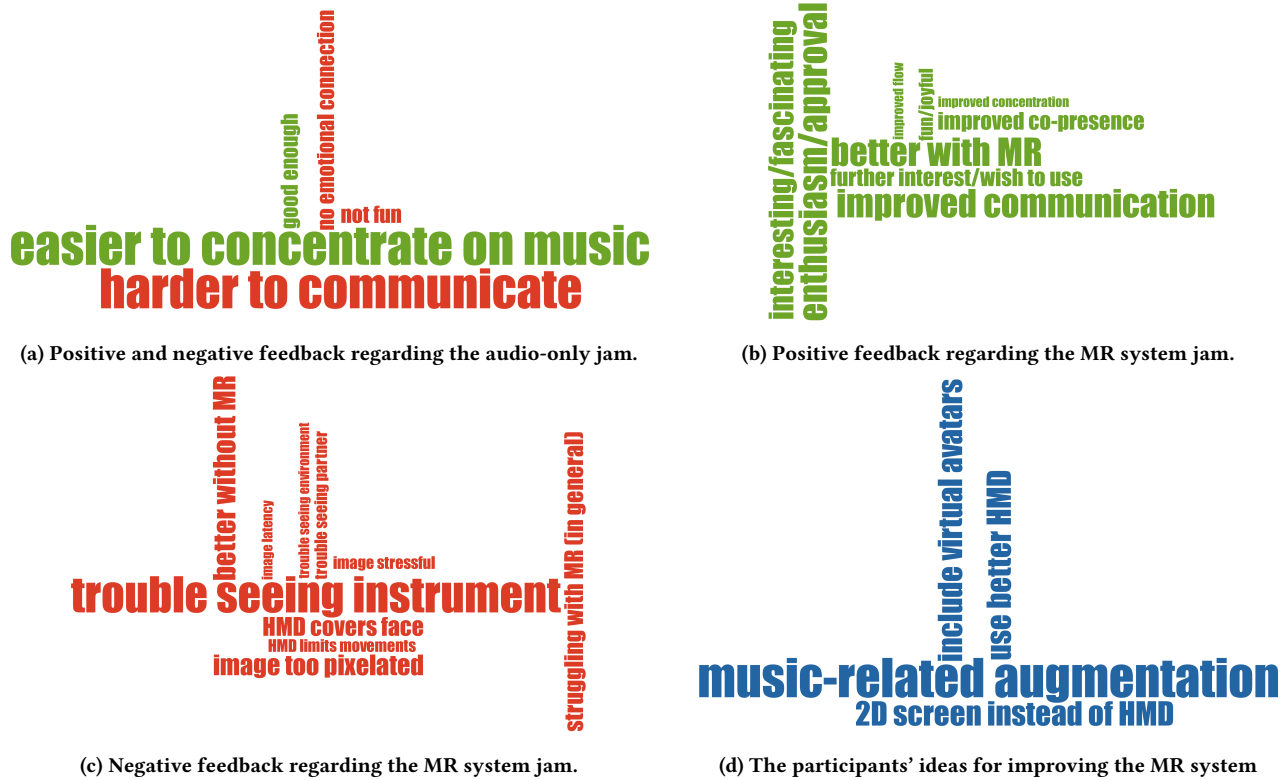 good enough
no emotional connection
not fun
easier to concentrate on music
harder to communicate
(a) Positive and negative feedback regarding the audio-only jam.
interesting/fascinating
enthusiasm/approval
improved flow
fun/joyful
improved concentration
improved co-presence
better with MR
further interest/wish to use
improved communication
(b) Positive feedback regarding the MR system jam.
better without MR
image latency
trouble seeing environment
trouble seeing partner
image stressful
trouble seeing instrument
struggling with MR (in general)
HMD covers face
HMD limits movements
image too pixelated
(c) Negative feedback regarding the MR system jam.
include virtual avatars
use better HMD
music-related augmentation
2D screen instead of HMD
(d) The participants' ideas for improving the MR system